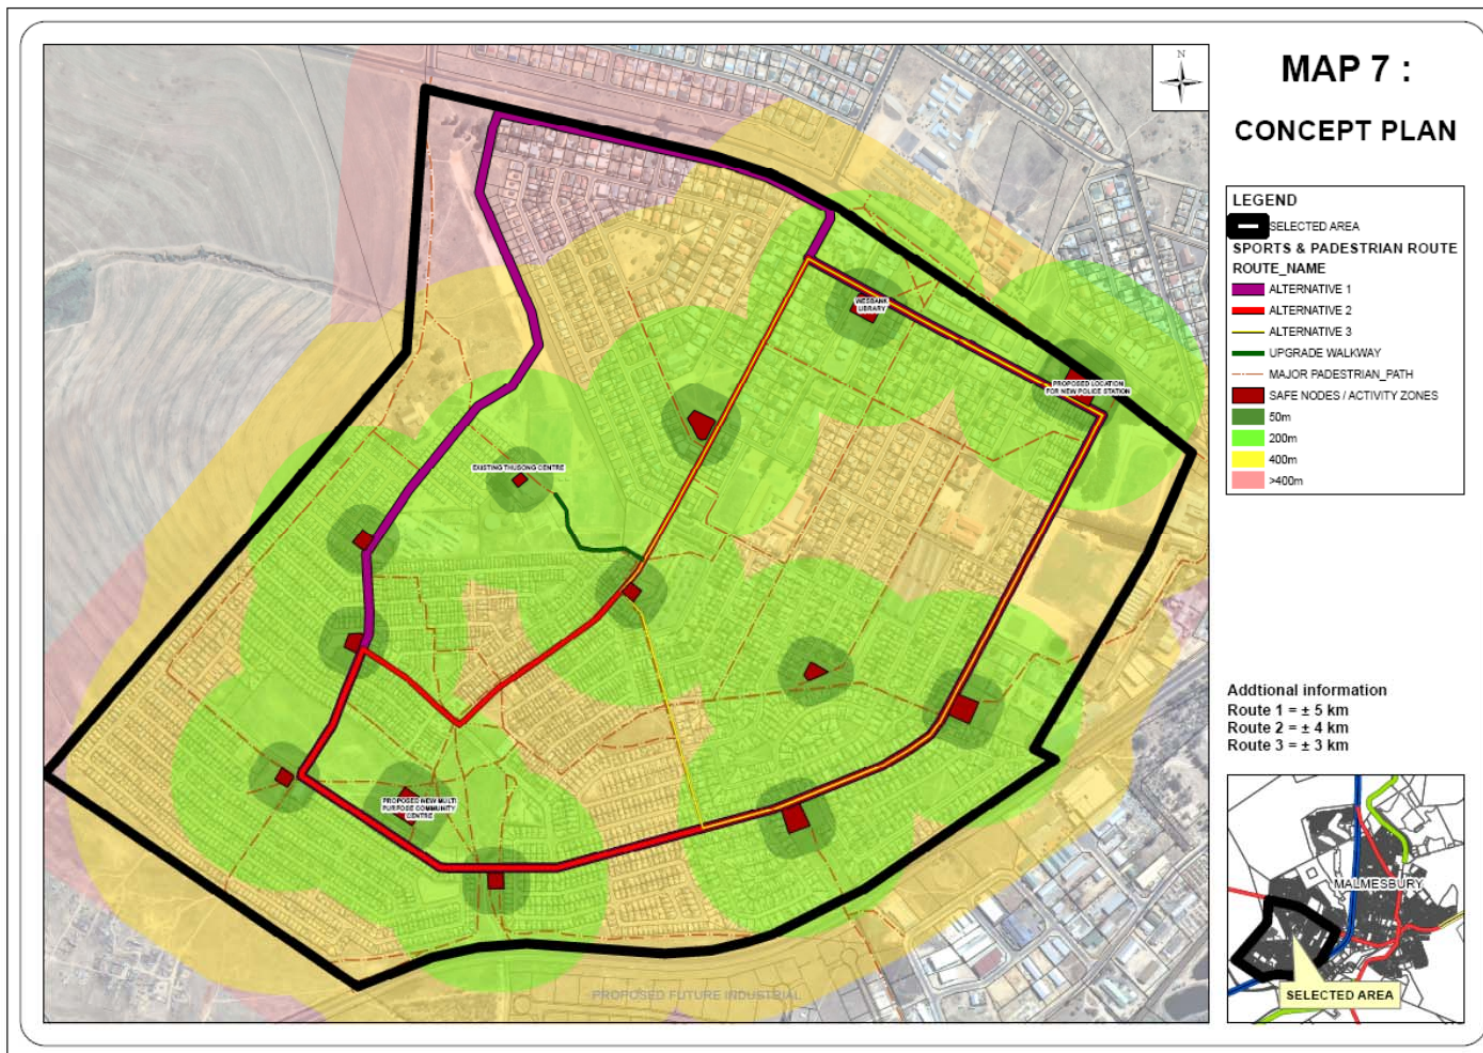 MAP 7 :
CONCEPT PLAN
N
LEGEND
SELECTED AREA
SPORTS & PADESTRIAN ROUTE
ROUTE_NAME
ALTERNATIVE 1
ALTERNATIVE 2
ALTERNATIVE 3
UPGRADE WALKWAY
MAJOR PADESTRIAN_PATH
SAFE NODES / ACTIVITY ZONES
50m
200m
400m
>400m
WESBANK
LIBRARY
PROPOSED LOCATION
FOR NEW POLICE STATION
EXISTING THUSONG CENTRE
PROPOSED NEW MULTI
PURPOSE COMMUNITY
CENTRE
PROPOSED FUTURE INDUSTRIAL
Addtional information
Route 1 = ± 5 km
Route 2 = ± 4 km
Route 3 = ± 3 km
MALMESBURY
SELECTED AREA